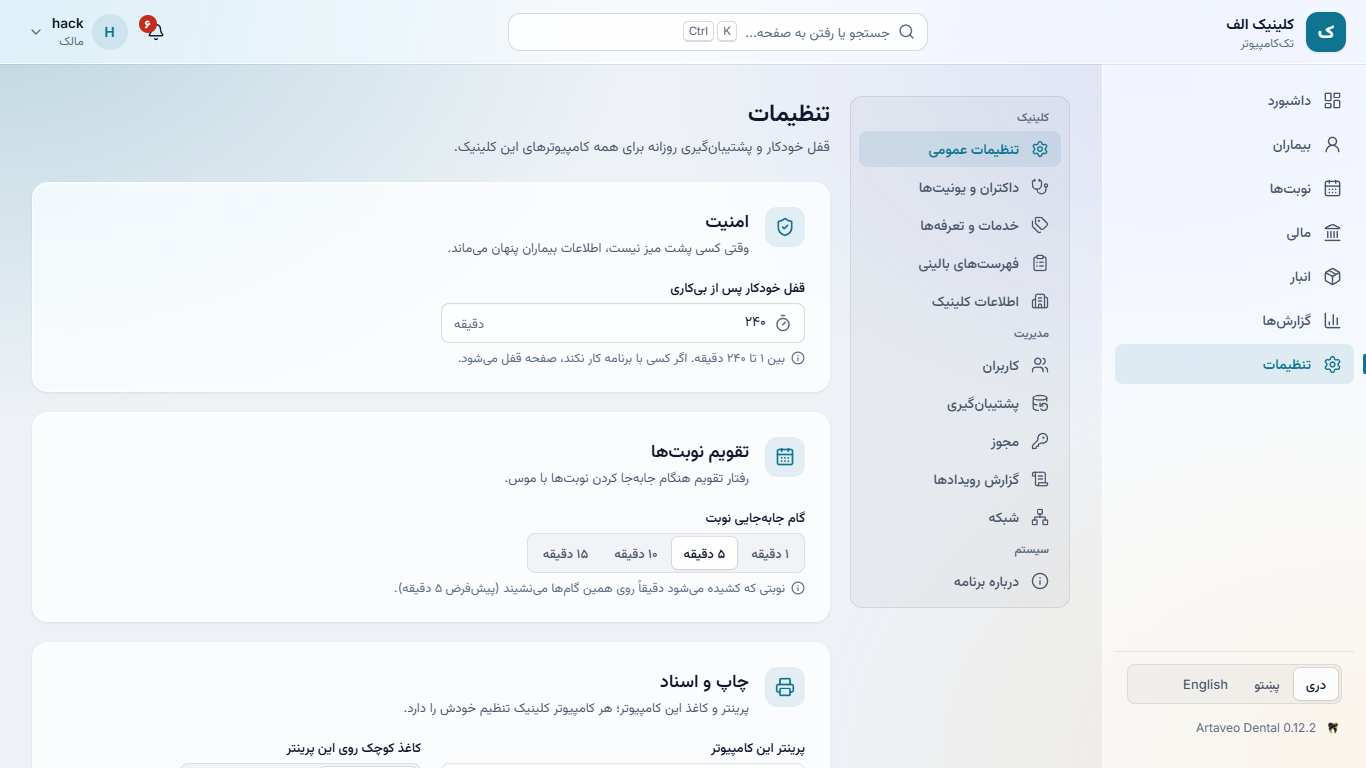 کلینیک الف
تک‌کامپیوتر
جستجو یا رفتن به صفحه...
Ctrl K
۶
hack
مالک
H
ک
داشبورد
بیماران
نوبت‌ها
مالی
انبار
گزارش‌ها
تنظیمات
دری
پښتو
English
Artaveo Dental 0.12.2
کلینیک
تنظیمات عمومی
داکتران و یونیت‌ها
خدمات و تعرفه‌ها
فهرست‌های بالینی
اطلاعات کلینیک
مدیریت
کاربران
پشتیبان‌گیری
مجوز
گزارش رویدادها
شبکه
سیستم
درباره برنامه
تنظیمات
قفل خودکار و پشتیبان‌گیری روزانه برای همه کامپیوترهای این کلینیک.
امنیت
وقتی کسی پشت میز نیست، اطلاعات بیماران پنهان می‌ماند.
قفل خودکار پس از بی‌کاری
۲۴۰ دقیقه
بین ۱ تا ۲۴۰ دقیقه. اگر کسی با برنامه کار نکند، صفحه قفل می‌شود.
تقویم نوبت‌ها
رفتار تقویم هنگام جابه‌جا کردن نوبت‌ها با موس.
گام جابه‌جایی نوبت
۱ دقیقه
۵ دقیقه
۱۰ دقیقه
۱۵ دقیقه
نوبتی که کشیده می‌شود دقیقاً روی همین گام‌ها می‌نشیند (پیش‌فرض ۵ دقیقه).
چاپ و اسناد
پرینتر و کاغذ این کامپیوتر؛ هر کامپیوتر کلینیک تنظیم خودش را دارد.
پرینتر این کامپیوتر
کاغذ کوچک روی این پرینتر